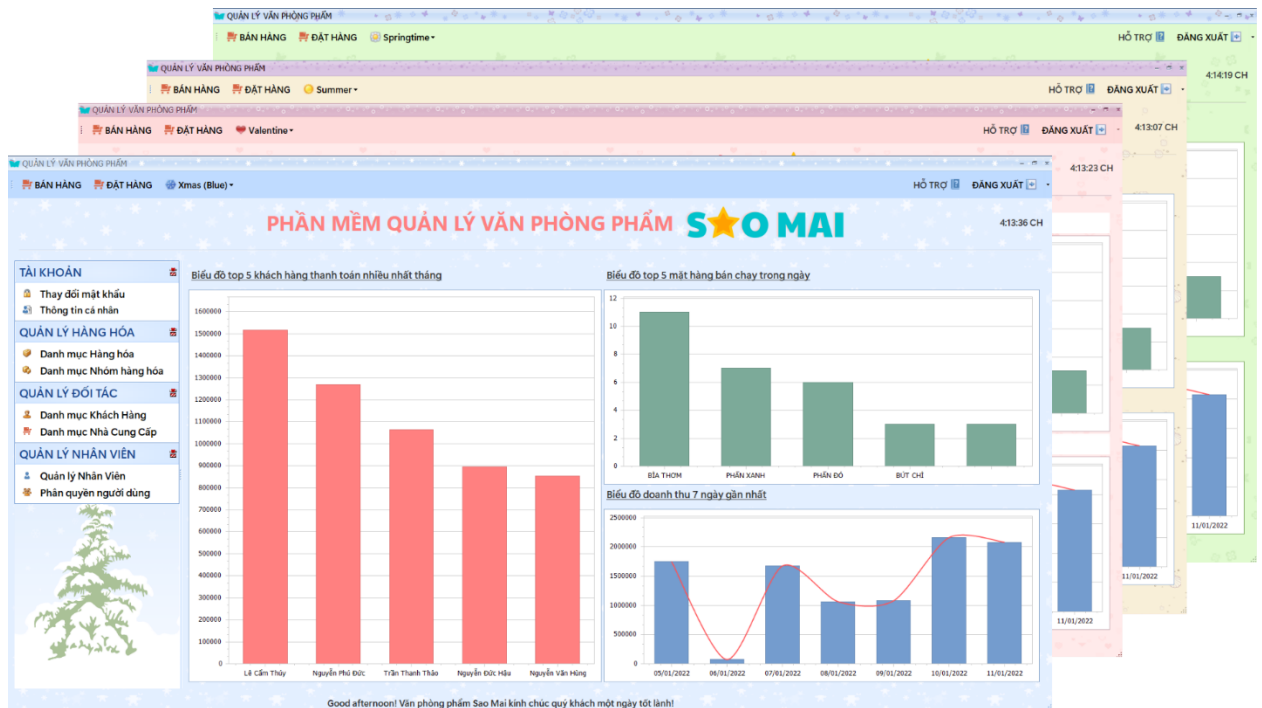 QUẢN LÝ VĂN PHÒNG PHẨM
BÁN HÀNG ĐẶT HÀNG Springtime HỖ TRỢ ĐĂNG XUẤT
4:14:19 CH
QUẢN LÝ VĂN PHÒNG PHẨM
BÁN HÀNG ĐẶT HÀNG Summer HỖ TRỢ ĐĂNG XUẤT
4:13:07 CH
QUẢN LÝ VĂN PHÒNG PHẨM
BÁN HÀNG ĐẶT HÀNG Valentine HỖ TRỢ ĐĂNG XUẤT
4:13:23 CH
QUẢN LÝ VĂN PHÒNG PHẨM
BÁN HÀNG ĐẶT HÀNG Xmas (Blue) HỖ TRỢ ĐĂNG XUẤT
PHẦN MỀM QUẢN LÝ VĂN PHÒNG PHẨM SAO MAI
4:13:36 CH
TÀI KHOẢN
Thay đổi mật khẩu
Thông tin cá nhân
QUẢN LÝ HÀNG HÓA
Danh mục Hàng hóa
Danh mục Nhóm hàng hóa
QUẢN LÝ ĐỐI TÁC
Danh mục Khách Hàng
Danh mục Nhà Cung Cấp
QUẢN LÝ NHÂN VIÊN
Quản lý Nhân Viên
Phân quyền người dùng
Biểu đồ top 5 khách hàng thanh toán nhiều nhất tháng
1600000
1500000
1400000
1300000
1200000
1100000
1000000
900000
800000
700000
600000
500000
400000
300000
200000
100000
0
Lê Cẩm Thúy Nguyễn Phú Đức Trần Thanh Thảo Nguyễn Đức Hậu Nguyễn Văn Hùng
Biểu đồ top 5 mặt hàng bán chạy trong ngày
12
10
8
6
4
2
0
BÌA THƠM PHẤN XANH PHẤN ĐỎ BÚT CHÌ
Biểu đồ doanh thu 7 ngày gần nhất
2500000
2000000
1500000
1000000
500000
0
05/01/2022 06/01/2022 07/01/2022 08/01/2022 09/01/2022 10/01/2022 11/01/2022
11/01/2022
11/01/2022
11/01/2022
Good afternoon! Văn phòng phẩm Sao Mai kính chúc quý khách một ngày tốt lành!